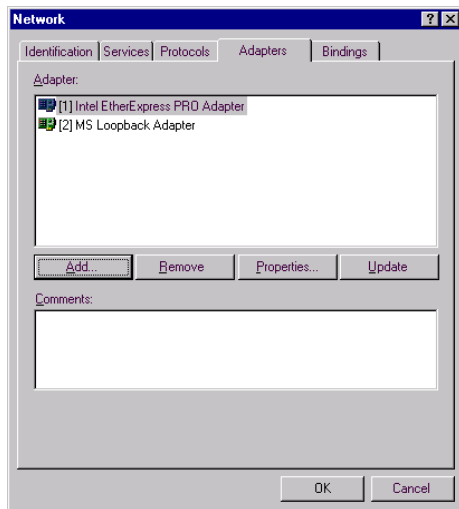 Network
Identification Services Protocols Adapters Bindings
Adapter:
[1] Intel EtherExpress PRO Adapter
[2] MS Loopback Adapter
Add... Remove Properties... Update
Comments:
OK Cancel